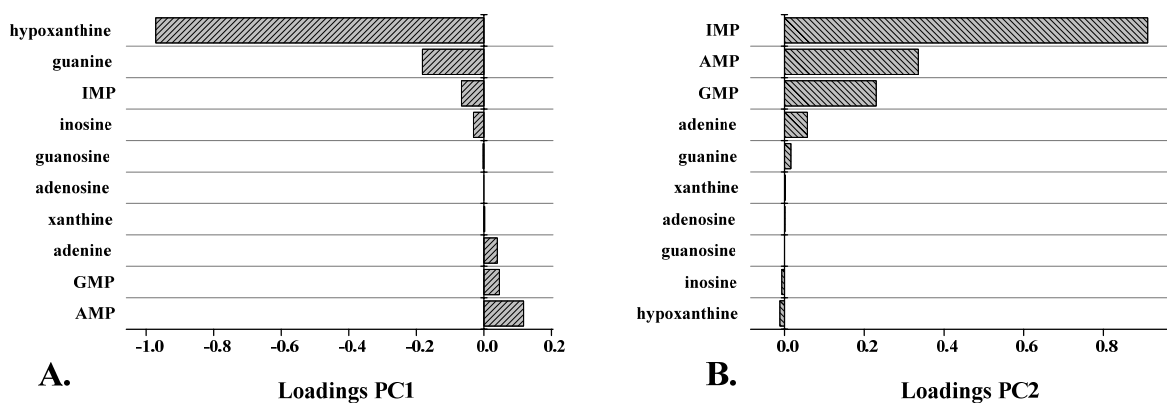 hypoxanthine
guanine
IMP
inosine
guanosine
adenosine
xanthine
adenine
GMP
AMP
-1.0 -0.8 -0.6 -0.4 -0.2 0.0 0.2
A. Loadings PC1
IMP
AMP
GMP
adenine
guanine
xanthine
adenosine
guanosine
inosine
hypoxanthine
0.0 0.2 0.4 0.6 0.8
B. Loadings PC2